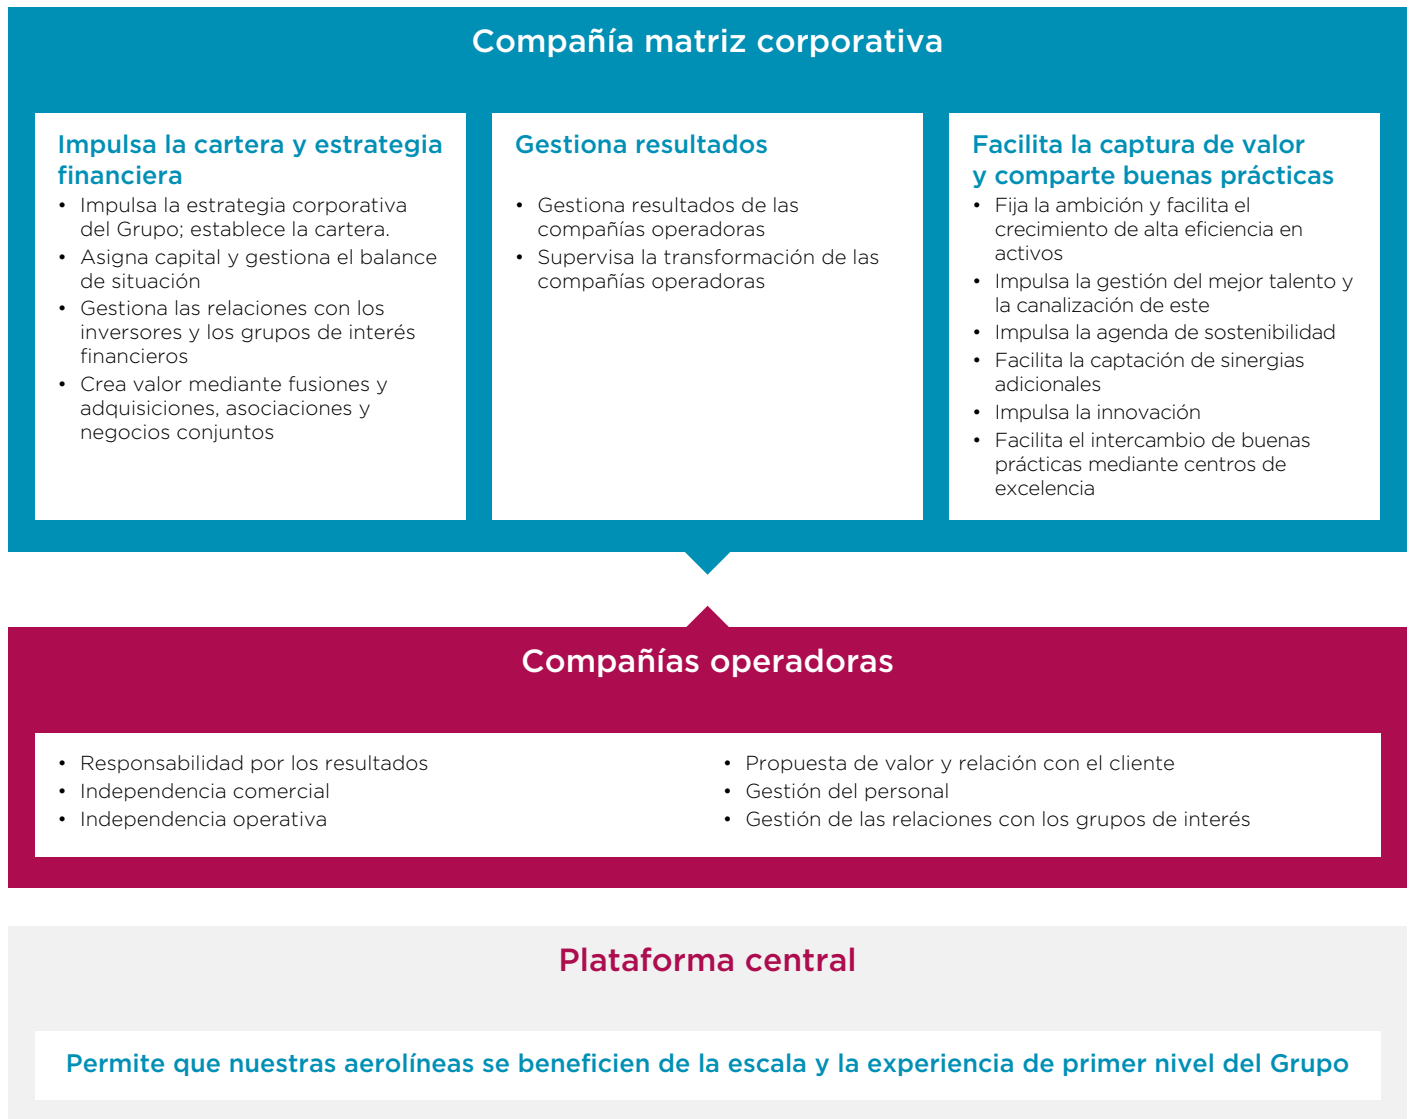 Compañía matriz corporativa
Impulsa la cartera y estrategia
financiera
• Impulsa la estrategia corporativa
del Grupo; establece la cartera.
• Asigna capital y gestiona el balance
de situación
• Gestiona las relaciones con los
inversores y los grupos de interés
financieros
• Crea valor mediante fusiones y
adquisiciones, asociaciones y
negocios conjuntos
Gestiona resultados
• Gestiona resultados de las
compañías operadoras
• Supervisa la transformación de las
compañías operadoras
Facilita la captura de valor
y comparte buenas prácticas
• Fija la ambición y facilita el
crecimiento de alta eficiencia en
activos
• Impulsa la gestión del mejor talento y
la canalización de este
• Impulsa la agenda de sostenibilidad
• Facilita la captación de sinergias
adicionales
• Impulsa la innovación
• Facilita el intercambio de buenas
prácticas mediante centros de
excelencia
Compañías operadoras
• Responsabilidad por los resultados
• Independencia comercial
• Independencia operativa
• Propuesta de valor y relación con el cliente
• Gestión del personal
• Gestión de las relaciones con los grupos de interés
Plataforma central
Permite que nuestras aerolíneas se beneficien de la escala y la experiencia de primer nivel del Grupo